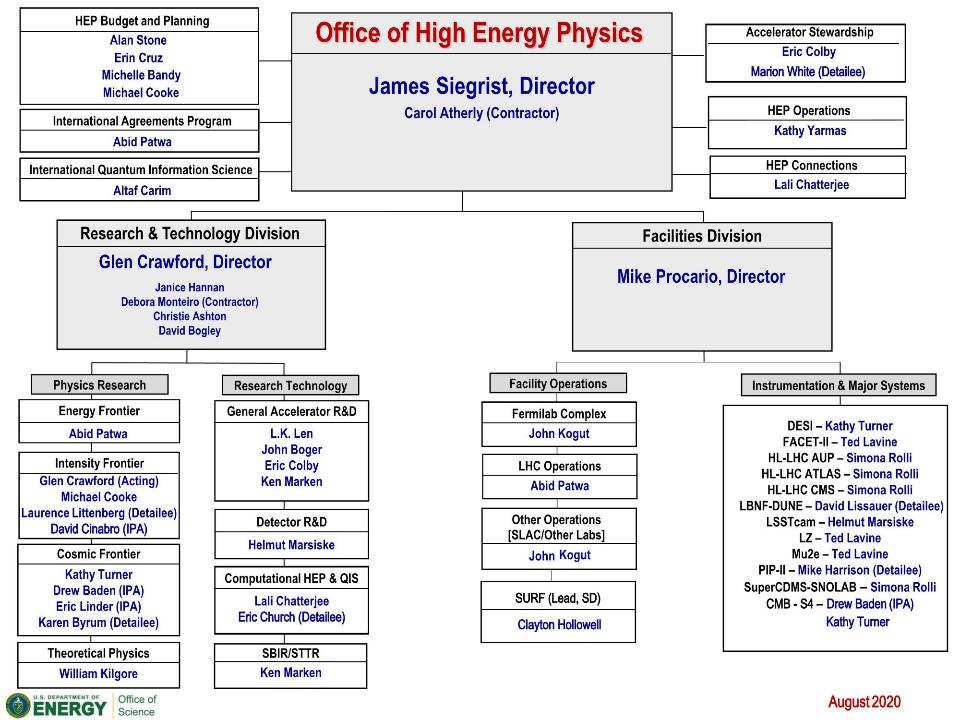 Office of High Energy Physics
James Siegrist, Director
Carol Atherly (Contractor)
HEP Budget and Planning
Alan Stone
Erin Cruz
Michelle Bandy
Michael Cooke
International Agreements Program
Abid Patwa
International Quantum Information Science
Altaf Carim
Accelerator Stewardship
Eric Colby
Marion White (Detailee)
HEP Operations
Kathy Yarmas
HEP Connections
Lali Chatterjee
Research & Technology Division
Glen Crawford, Director
Janice Hannan
Debora Monteiro (Contractor)
Christie Ashton
David Bogley
Facilities Division
Mike Procario, Director
Physics Research
Energy Frontier
Abid Patwa
Intensity Frontier
Glen Crawford (Acting)
Michael Cooke
Laurence Littenberg (Detailee)
David Cinabro (IPA)
Cosmic Frontier
Kathy Turner
Drew Baden (IPA)
Eric Linder (IPA)
Karen Byrum (Detailee)
Theoretical Physics
William Kilgore
Research Technology
General Accelerator R&D
L.K. Len
John Boger
Eric Colby
Ken Marken
Detector R&D
Helmut Marsiske
Computational HEP & QIS
Lali Chatterjee
Eric Church (Detailee)
SBIR/STTR
Ken Marken
Facility Operations
Fermilab Complex
John Kogut
LHC Operations
Abid Patwa
Other Operations
[SLAC/Other Labs]
John Kogut
SURF (Lead, SD)
Clayton Hollowell
Instrumentation & Major Systems
DESI – Kathy Turner
FACET-II – Ted Lavine
HL-LHC AUP – Simona Rolli
HL-LHC ATLAS – Simona Rolli
HL-LHC CMS – Simona Rolli
LBNF-DUNE – David Lissauer (Detailee)
LSSTcam – Helmut Marsiske
LZ – Ted Lavine
Mu2e – Ted Lavine
PIP-II – Mike Harrison (Detailee)
SuperCDMS-SNOLAB – Simona Rolli
CMB - S4 – Drew Baden (IPA)
Kathy Turner
U.S. DEPARTMENT OF
ENERGY
Office of
Science
August 2020